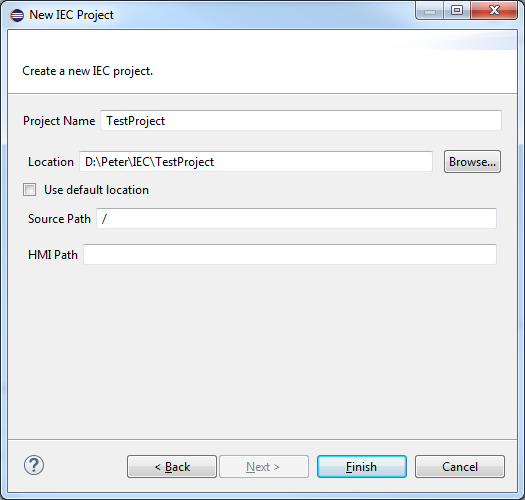 New IEC Project
Create a new IEC project.
Project Name TestProject
Location D:\Peter\IEC\TestProject Browse...
Use default location
Source Path /
HMI Path
? < Back Next > Finish Cancel